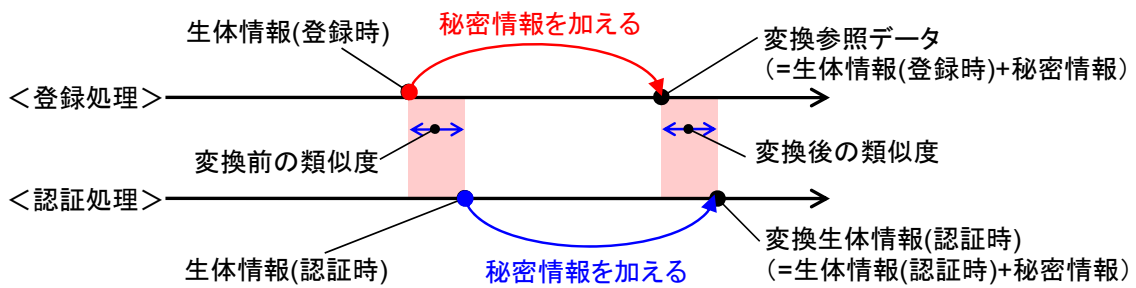 生体情報(登録時)
秘密情報を加える
変換参照データ
(=生体情報(登録時)+秘密情報)
<登録処理>
変換前の類似度
変換後の類似度
<認証処理>
生体情報(認証時)
秘密情報を加える
変換生体情報(認証時)
(=生体情報(認証時)+秘密情報)